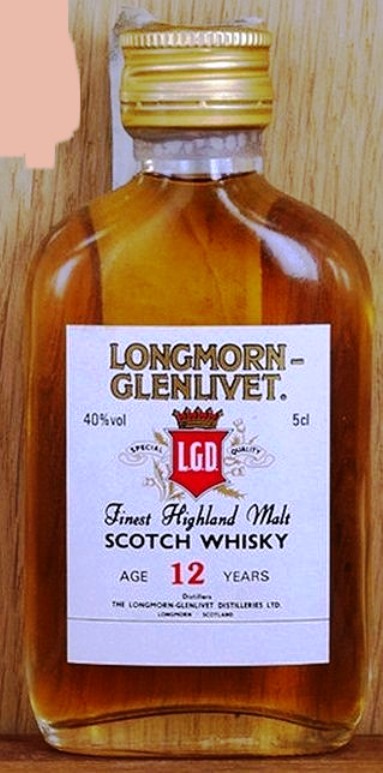 LONGMORN-
GLENLIVET.
40%vol 5cl
SPECIAL L.G.D. QUALITY
Finest Highland Malt
SCOTCH WHISKY
AGE 12 YEARS
Distillers
THE LONGMORN-GLENLIVET DISTILLERIES LTD.
LONGMORN SCOTLAND